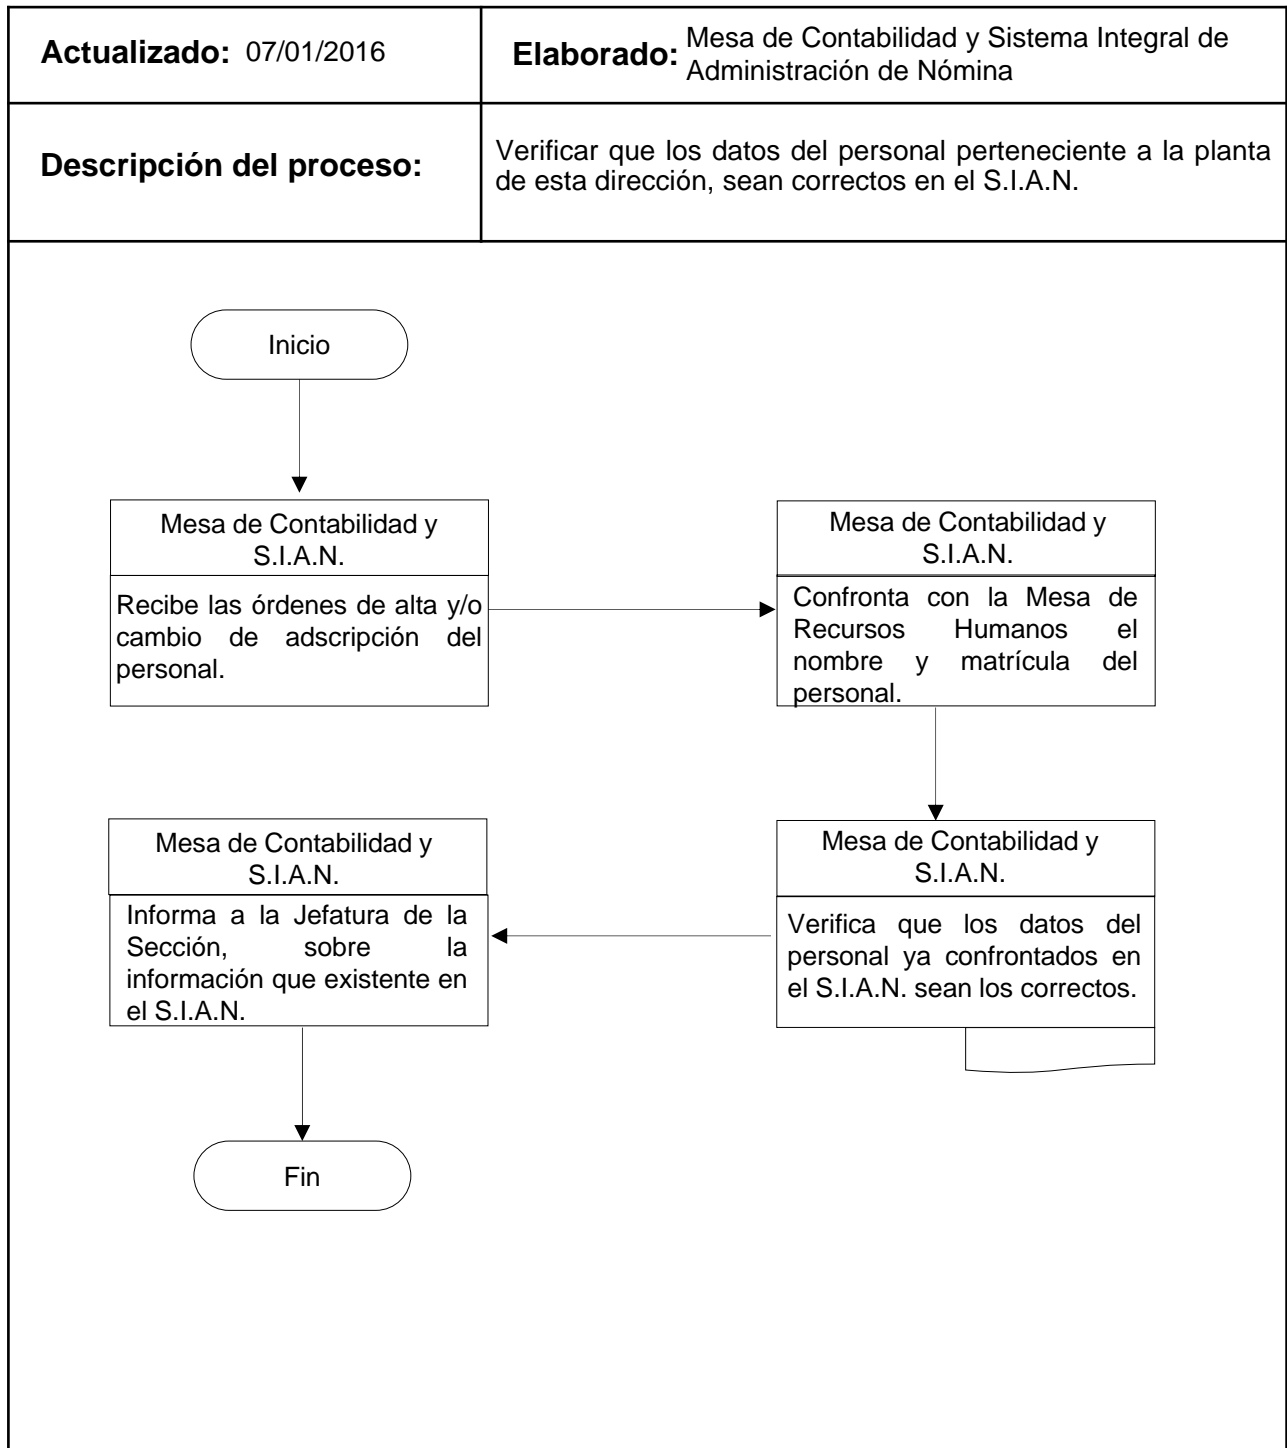 Actualizado: 07/01/2016
Elaborado: Mesa de Contabilidad y Sistema Integral de
Administración de Nómina
Descripción del proceso:
Verificar que los datos del personal perteneciente a la planta
de esta dirección, sean correctos en el S.I.A.N.
Inicio
Mesa de Contabilidad y
S.I.A.N.
Recibe las órdenes de alta y/o
cambio de adscripción del
personal.
Mesa de Contabilidad y
S.I.A.N.
Confronta con la Mesa de
Recursos Humanos el
nombre y matrícula del
personal.
Mesa de Contabilidad y
S.I.A.N.
Verifica que los datos del
personal ya confrontados en
el S.I.A.N. sean los correctos.
Mesa de Contabilidad y
S.I.A.N.
Informa a la Jefatura de la
Sección, sobre la
información que existente en
el S.I.A.N.
Fin